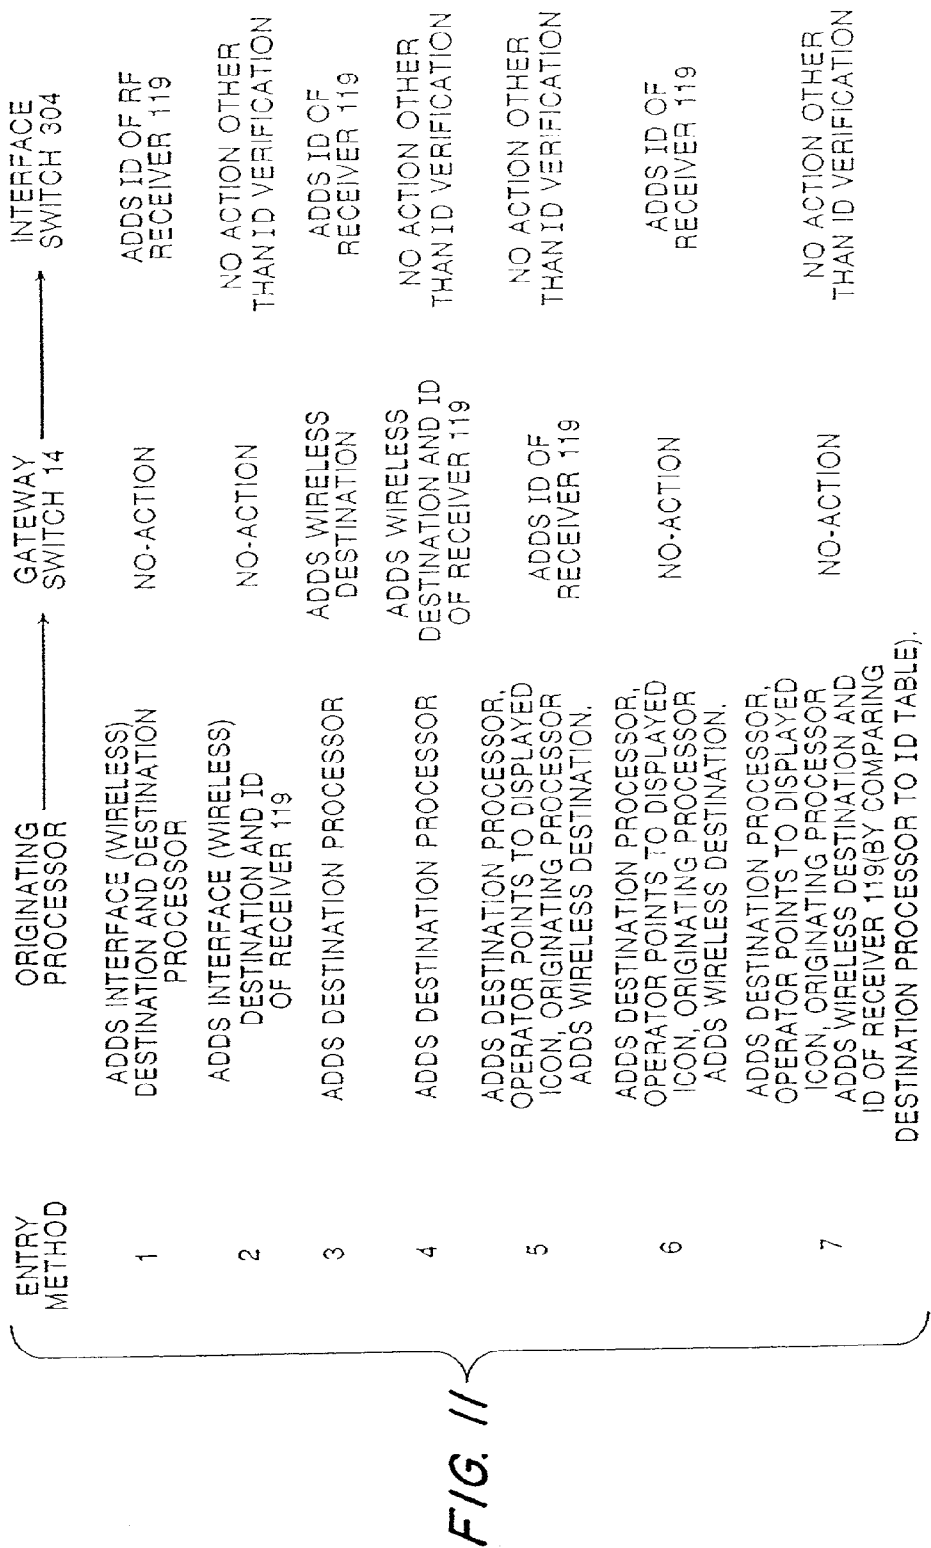 FIG. 11
ENTRY
METHOD
ORIGINATING
PROCESSOR
GATEWAY
SWITCH 14
INTERFACE
SWITCH 304
1
ADDS INTERFACE (WIRELESS)
DESTINATION AND DESTINATION
PROCESSOR
NO-ACTION
ADDS ID OF RF
RECEIVER 119
2
ADDS INTERFACE (WIRELESS)
DESTINATION AND ID
OF RECEIVER 119
NO-ACTION
NO ACTION OTHER
THAN ID VERIFICATION
3
ADDS DESTINATION PROCESSOR
ADDS WIRELESS
DESTINATION
ADDS ID OF
RECEIVER 119
4
ADDS DESTINATION PROCESSOR
ADDS WIRELESS
DESTINATION AND ID
OF RECEIVER 119
NO ACTION OTHER
THAN ID VERIFICATION
5
ADDS DESTINATION PROCESSOR,
OPERATOR POINTS TO DISPLAYED
ICON, ORIGINATING PROCESSOR
ADDS WIRELESS DESTINATION.
ADDS ID OF
RECEIVER 119
NO ACTION OTHER
THAN ID VERIFICATION
6
ADDS DESTINATION PROCESSOR,
OPERATOR POINTS TO DISPLAYED
ICON, ORIGINATING PROCESSOR
ADDS WIRELESS DESTINATION.
NO-ACTION
ADDS ID OF
RECEIVER 119
7
ADDS DESTINATION PROCESSOR,
OPERATOR POINTS TO DISPLAYED
ICON, ORIGINATING PROCESSOR
ADDS WIRELESS DESTINATION AND
ID OF RECEIVER 119(BY COMPARING
DESTINATION PROCESSOR TO ID TABLE).
NO-ACTION
NO ACTION OTHER
THAN ID VERIFICATION